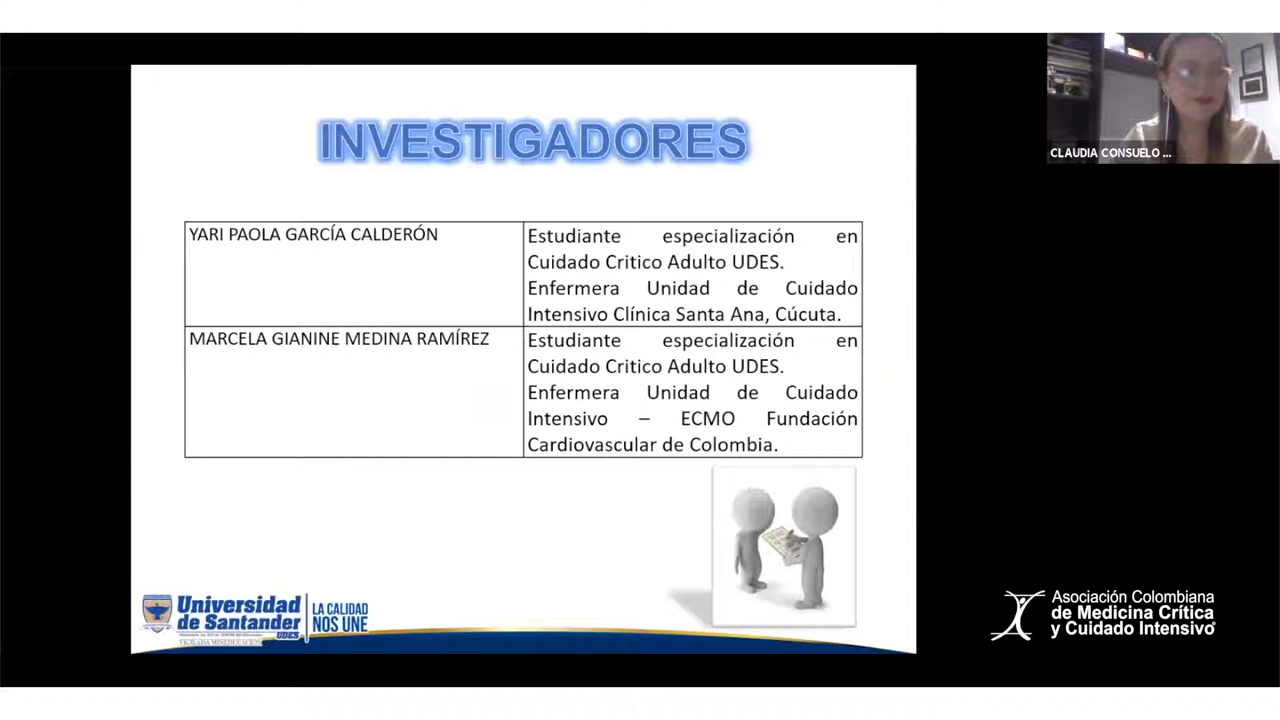 INVESTIGADORES
YARI PAOLA GARCÍA CALDERÓN
Estudiante especialización en
Cuidado Critico Adulto UDES.
Enfermera Unidad de Cuidado
Intensivo Clínica Santa Ana, Cúcuta.
MARCELA GIANINE MEDINA RAMÍREZ
Estudiante especialización en
Cuidado Critico Adulto UDES.
Enfermera Unidad de Cuidado
Intensivo – ECMO Fundación
Cardiovascular de Colombia.
Universidad
de Santander
UDES
VIGILADA MINEDUCACIÓN
LA CALIDAD
NOS UNE
CLAUDIA CONSUELO ...
Asociación Colombiana
de Medicina Crítica
y Cuidado Intensivo